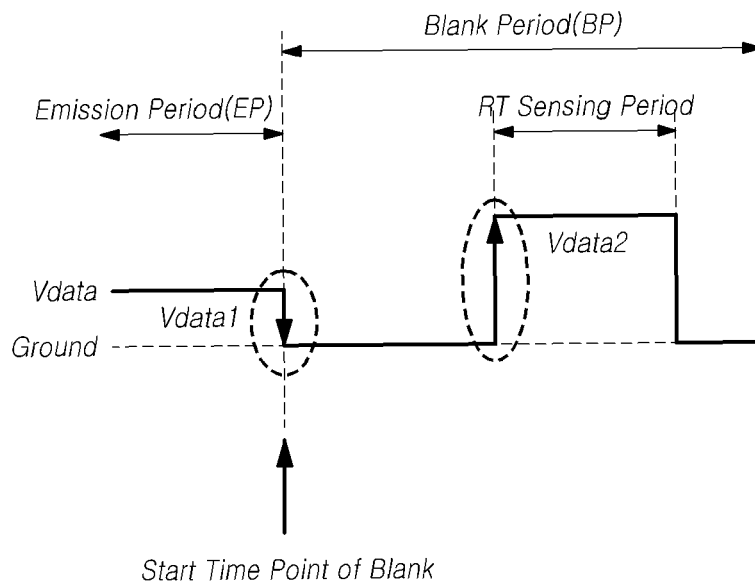 Blank Period(BP)
Emission Period(EP)
RT Sensing Period
Vdata2
Vdata
Vdata1
Ground
Start Time Point of Blank